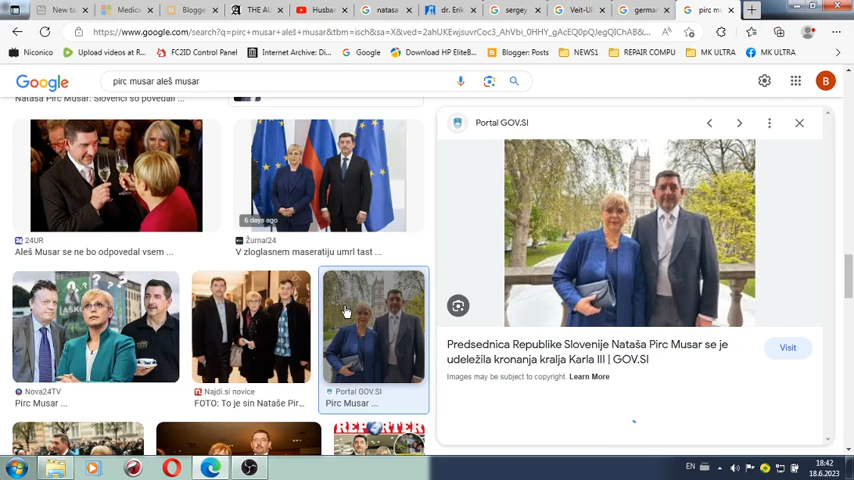 New ta
Medica
Blogge
THE AU
Husba
natasa
dr. Erik
sergey
Veit-Ul
german
pirc mu
https://www.google.com/search?q=pirc+musar+aleš+musar&tbm=isch&sa=X&ved=2ahUKEwjsuvrCoc3_AhVbi_0HHY_gAcEQ0pQJegQIChAB&...
Niconico
Upload videos at R...
FC2ID Control Panel
Internet Archive: Di...
Google
Download HP EliteB...
Blogger: Posts
NEWS1
REPAIR COMPU
MK ULTRA
MK ULTRA
Google
pirc musar aleš musar
B
Nataša Pirc Musar: Slovenci so povedali ...
Portal GOV.SI
6 days ago
24UR
Aleš Musar se ne bo odpovedal vsem ...
Žurnal24
V zloglasnem maseratiju umrl tast ...
Nova24TV
Pirc Musar ...
Najdi.si novice
FOTO: To je sin Nataše Pir...
Portal GOV.SI
Pirc Musar ...
REPORTER
Predsednica Republike Slovenije Nataša Pirc Musar se je
udeležila kronanja kralja Karla III | GOV.SI
Visit
Images may be subject to copyright. Learn More
EN
18:42
18.6.2023